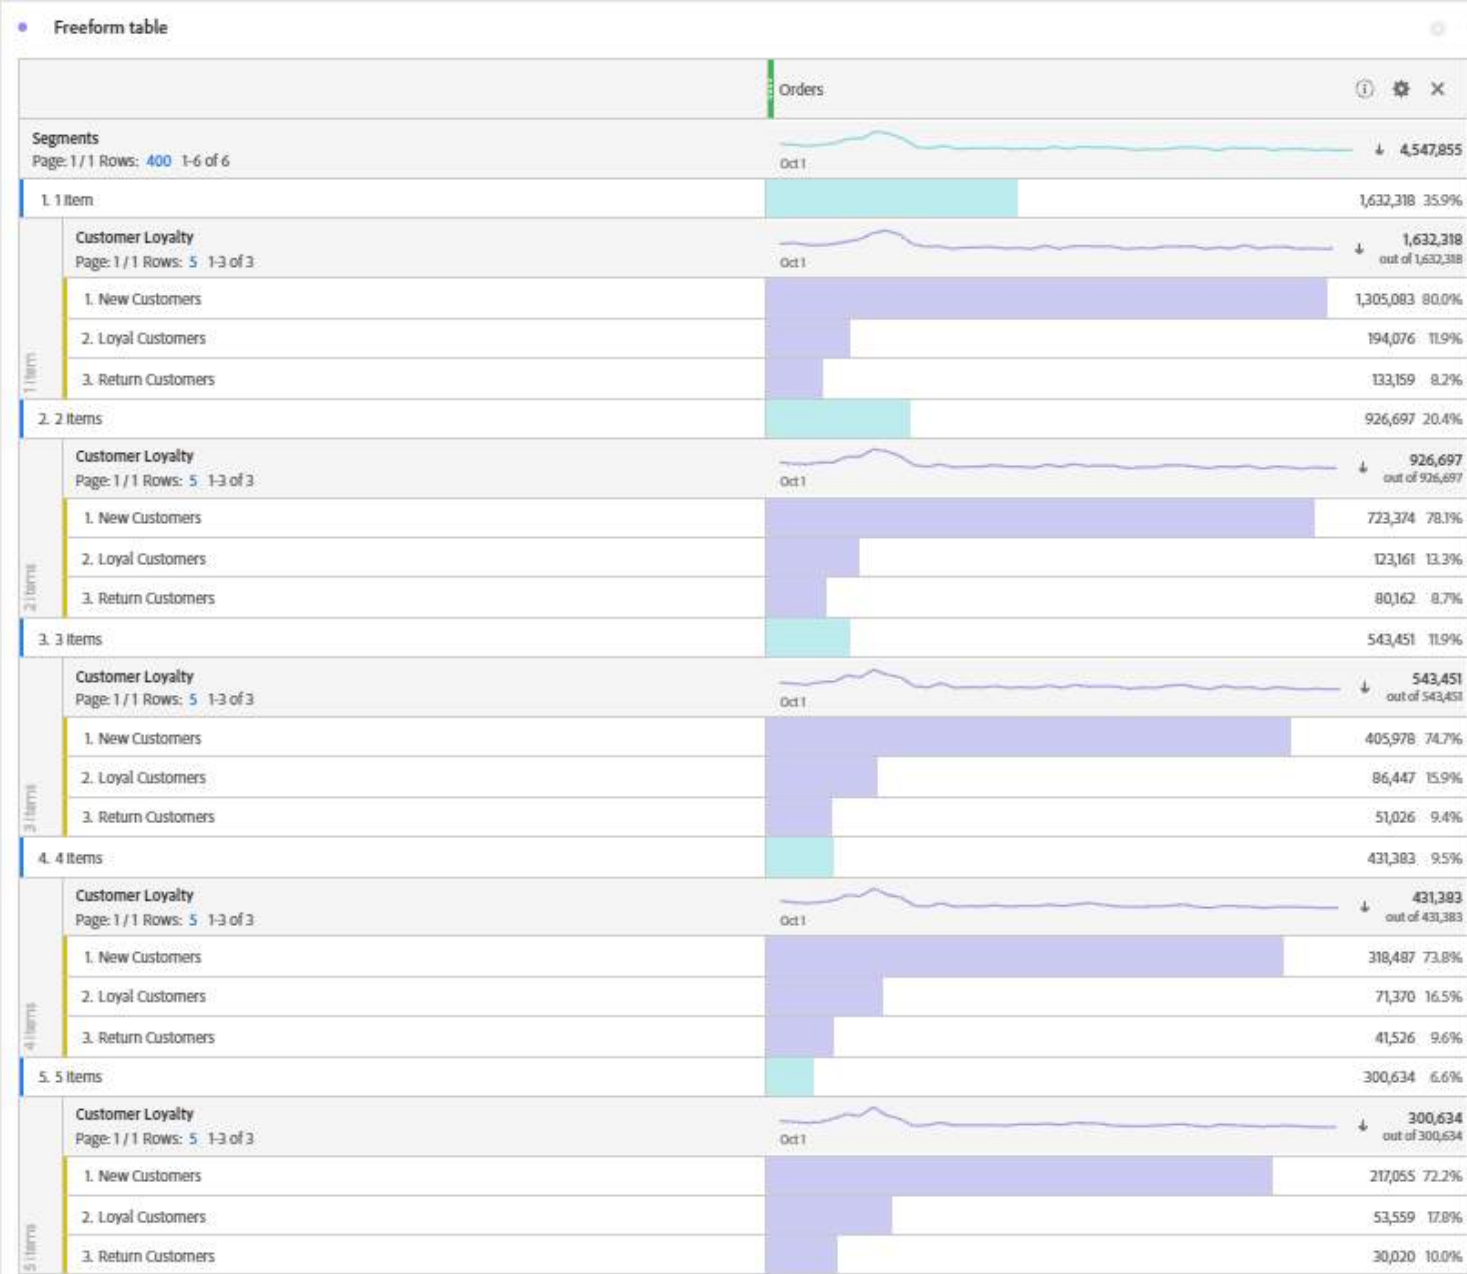 Freeform table
Orders
Segments
Page: 1 / 1 Rows: 400 1-6 of 6
Oct 1
↓ 4,547,855
1. 1 Item
1,632,318 35.9%
1 item
Customer Loyalty
Page: 1 / 1 Rows: 5 1-3 of 3
Oct 1
↓ 1,632,318
out of 1,632,318
1. New Customers
1,305,083 80.0%
2. Loyal Customers
194,076 11.9%
3. Return Customers
133,159 8.2%
2. 2 Items
926,697 20.4%
2 items
Customer Loyalty
Page: 1 / 1 Rows: 5 1-3 of 3
Oct 1
↓ 926,697
out of 926,697
1. New Customers
723,374 78.1%
2. Loyal Customers
123,161 13.3%
3. Return Customers
80,162 8.7%
3. 3 Items
543,451 11.9%
3 items
Customer Loyalty
Page: 1 / 1 Rows: 5 1-3 of 3
Oct 1
↓ 543,451
out of 543,451
1. New Customers
405,978 74.7%
2. Loyal Customers
86,447 15.9%
3. Return Customers
51,026 9.4%
4. 4 Items
431,383 9.5%
4 items
Customer Loyalty
Page: 1 / 1 Rows: 5 1-3 of 3
Oct 1
↓ 431,383
out of 431,383
1. New Customers
318,487 73.8%
2. Loyal Customers
71,370 16.5%
3. Return Customers
41,526 9.6%
5. 5 Items
300,634 6.6%
5 items
Customer Loyalty
Page: 1 / 1 Rows: 5 1-3 of 3
Oct 1
↓ 300,634
out of 300,634
1. New Customers
217,055 72.2%
2. Loyal Customers
53,559 17.8%
3. Return Customers
30,020 10.0%